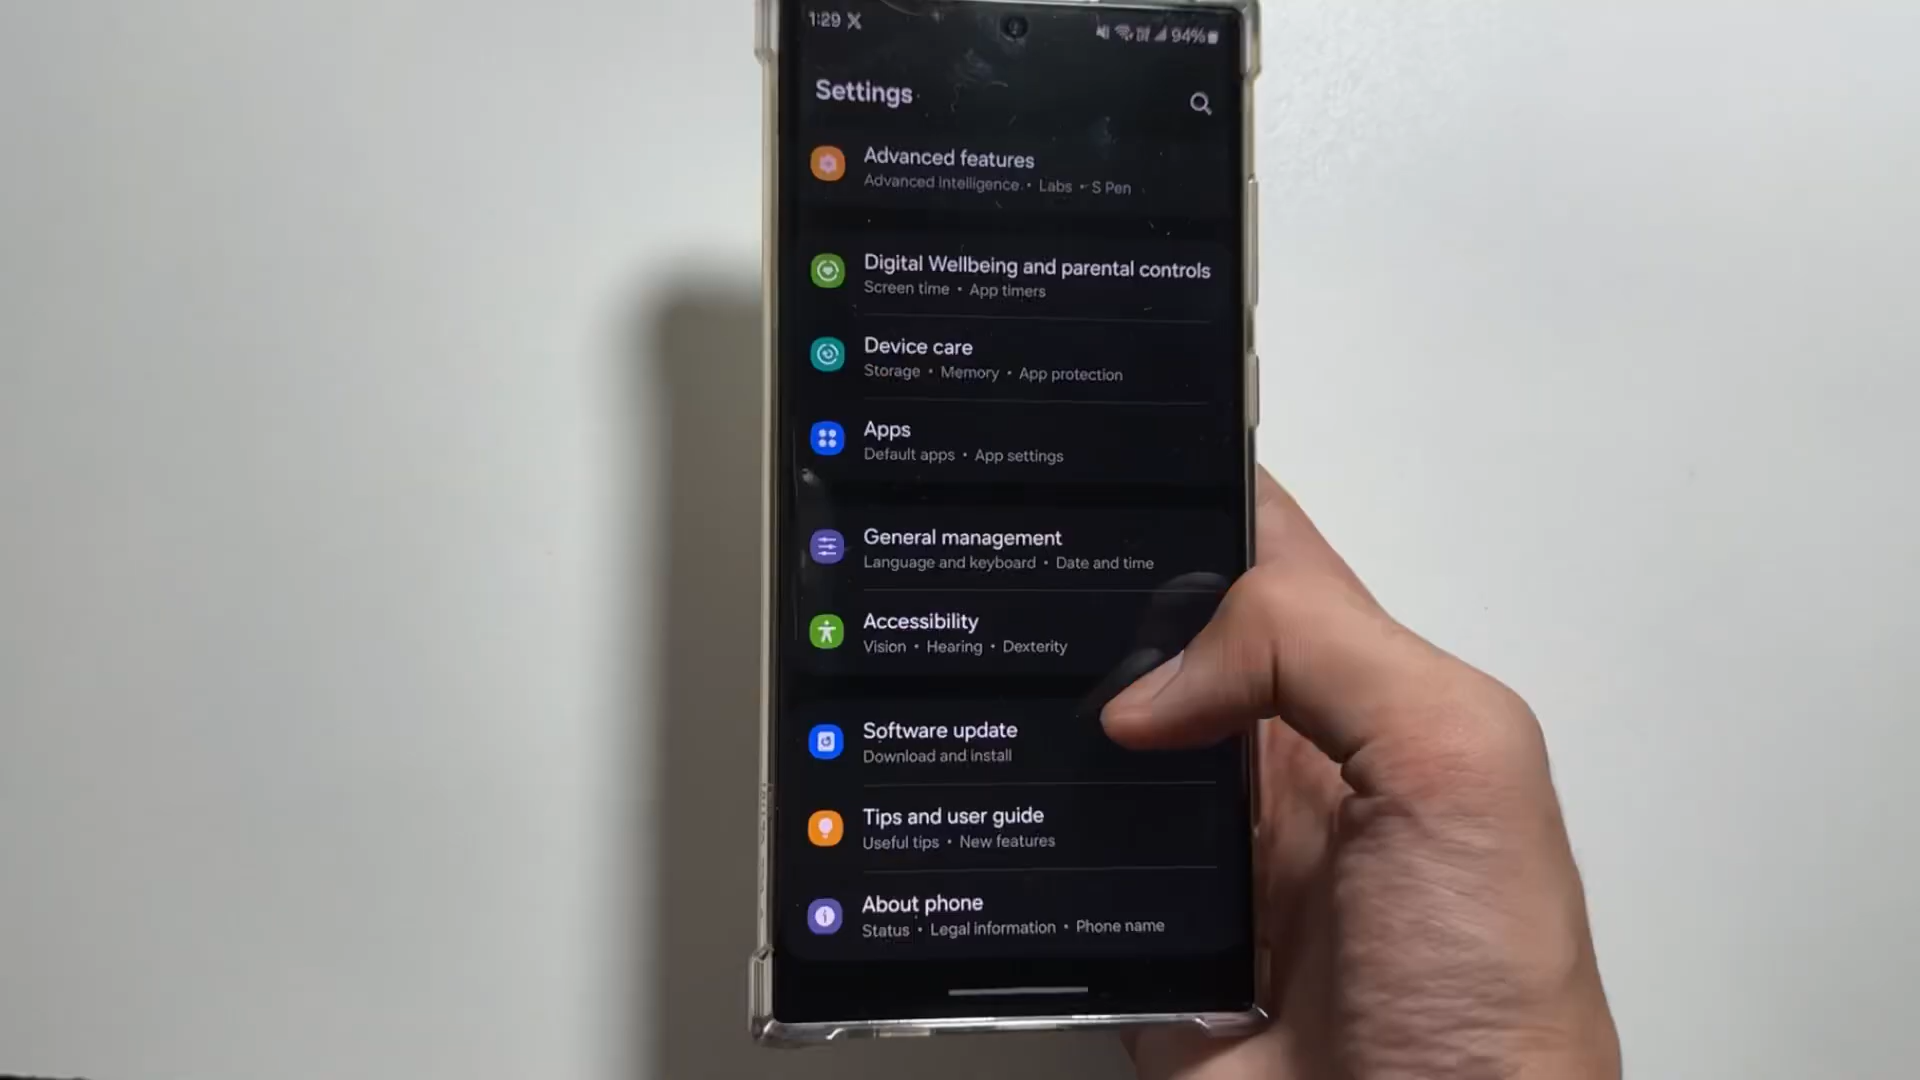 1:29
94%
Settings
Advanced features
Advanced intelligence • Labs • S Pen
Digital Wellbeing and parental controls
Screen time • App timers
Device care
Storage • Memory • App protection
Apps
Default apps • App settings
General management
Language and keyboard • Date and time
Accessibility
Vision • Hearing • Dexterity
Software update
Download and install
Tips and user guide
Useful tips • New features
About phone
Status • Legal information • Phone name